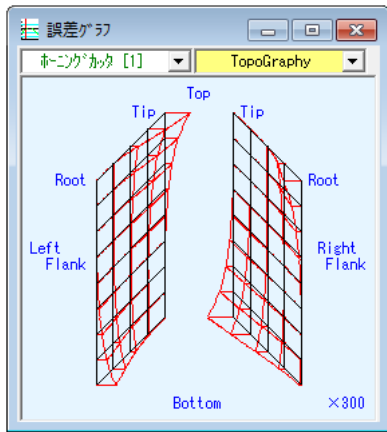 誤差グラフ
ホーニングカッタ [1]
TopoGraphy
Top
Tip
Tip
Root
Root
Left
Flank
Right
Flank
Bottom
×300